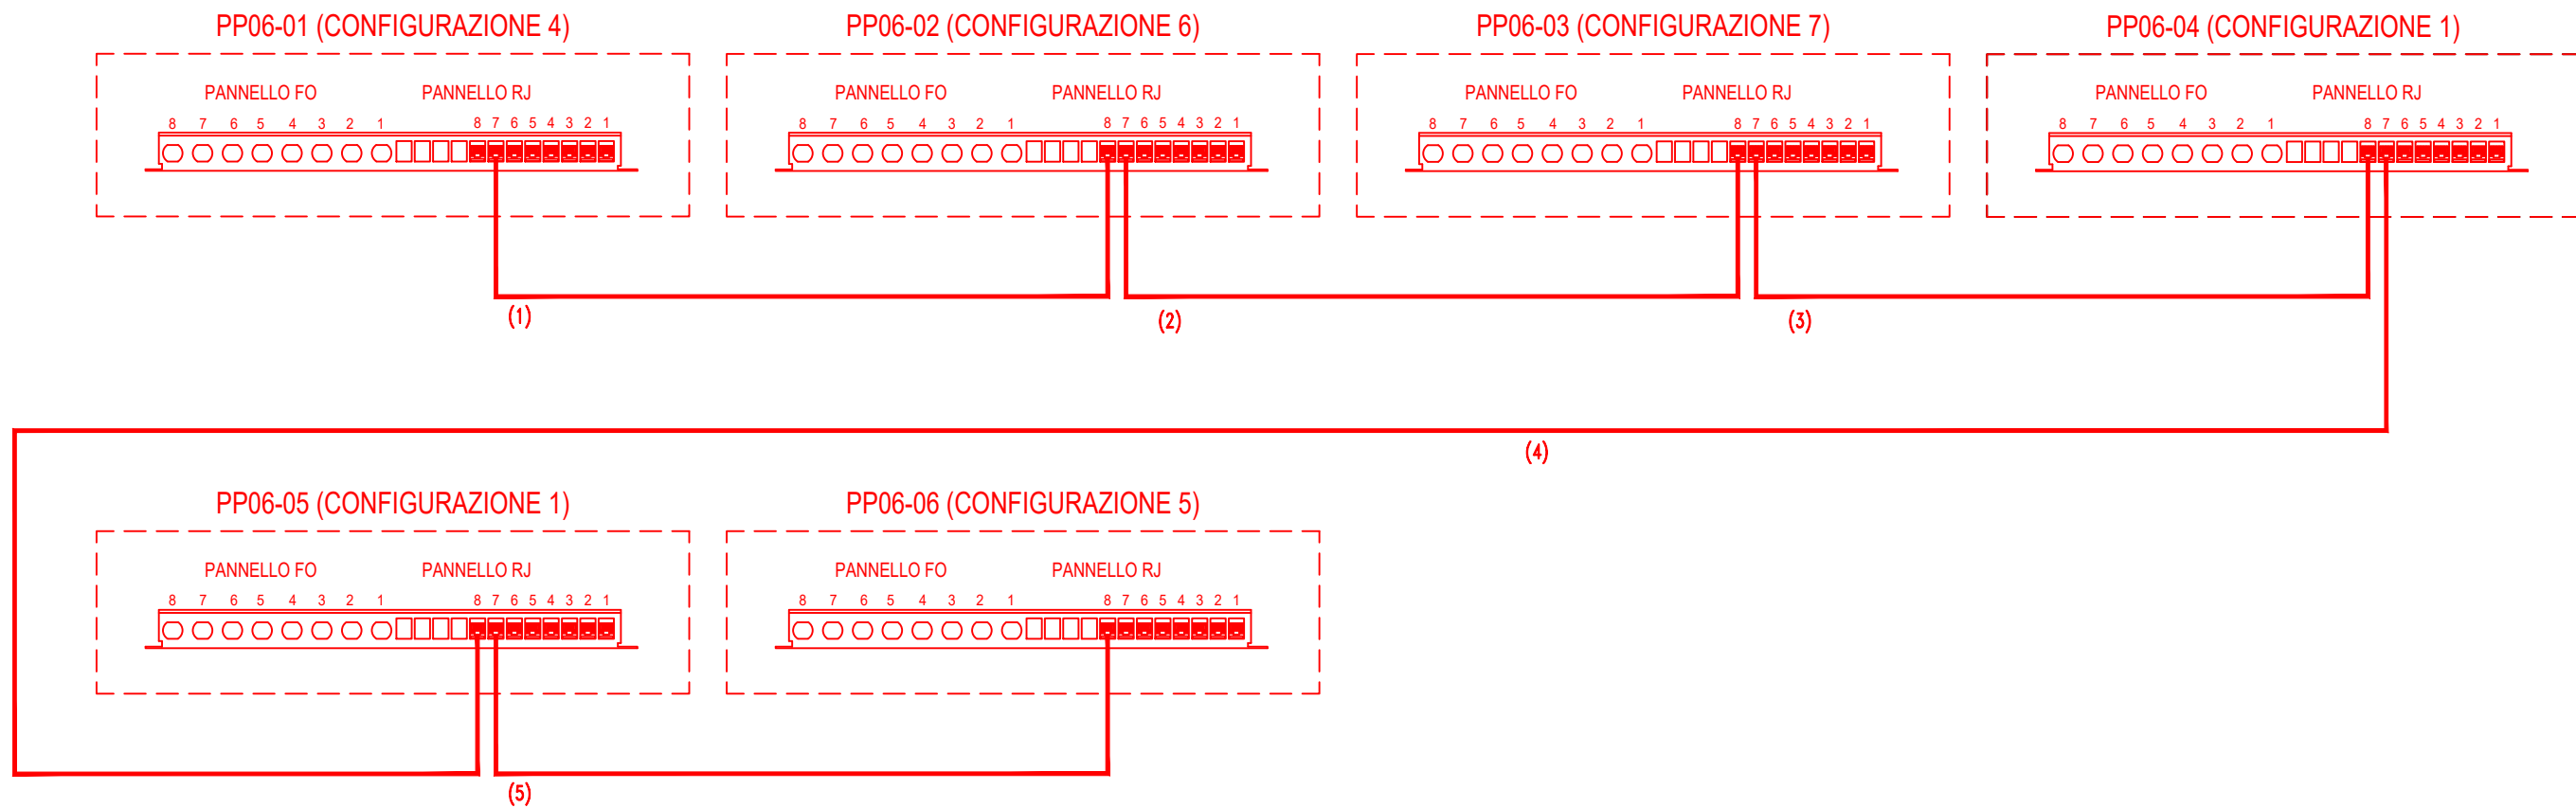 PP06-01 (CONFIGURAZIONE 4) PP06-02 (CONFIGURAZIONE 6) PP06-03 (CONFIGURAZIONE 7) PP06-04 (CONFIGURAZIONE 1)
PANNELLO FO PANNELLO RJ PANNELLO FO PANNELLO RJ PANNELLO FO PANNELLO RJ PANNELLO FO PANNELLO RJ
8 7 6 5 4 3 2 1 8 7 6 5 4 3 2 1 8 7 6 5 4 3 2 1 8 7 6 5 4 3 2 1 8 7 6 5 4 3 2 1 8 7 6 5 4 3 2 1 8 7 6 5 4 3 2 1 8 7 6 5 4 3 2 1
(1) (2) (3)
(4)
PP06-05 (CONFIGURAZIONE 1) PP06-06 (CONFIGURAZIONE 5)
PANNELLO FO PANNELLO RJ PANNELLO FO PANNELLO RJ
8 7 6 5 4 3 2 1 8 7 6 5 4 3 2 1 8 7 6 5 4 3 2 1 8 7 6 5 4 3 2 1
(5)